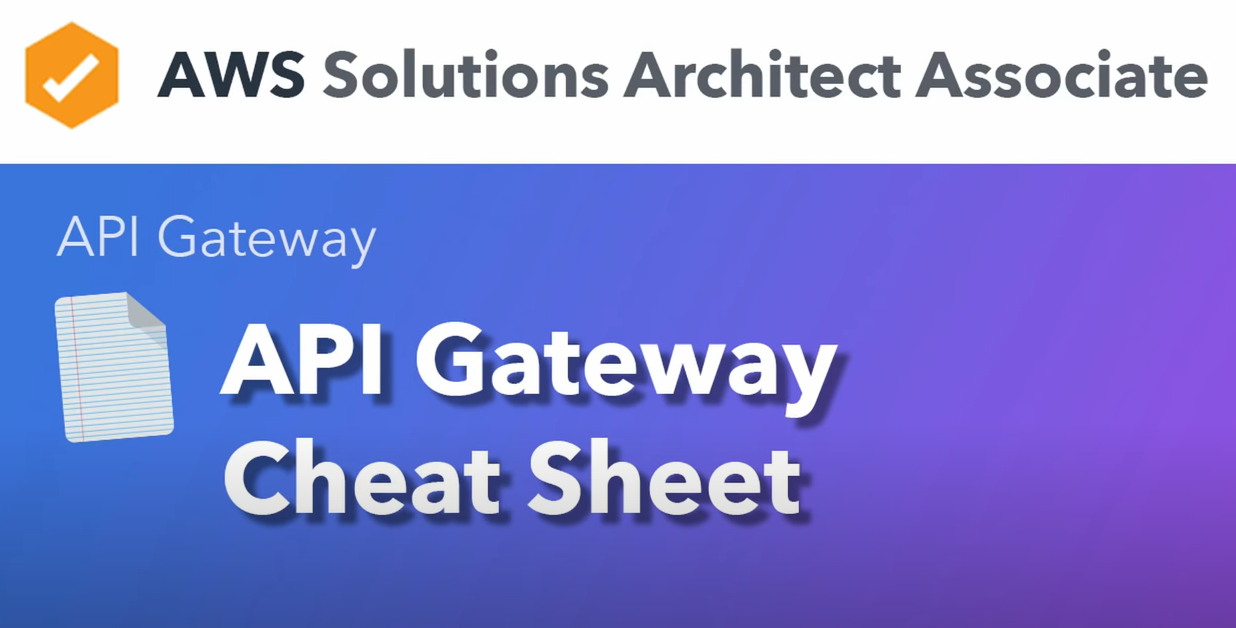 AWS Solutions Architect Associate
API Gateway
API Gateway
Cheat Sheet